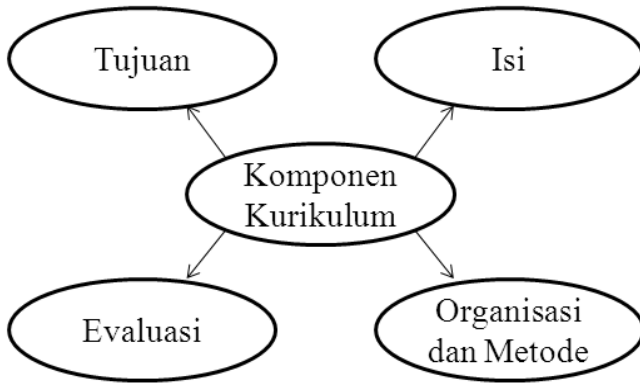 Tujuan
Isi
Komponen
Kurikulum
Evaluasi
Organisasi
dan Metode